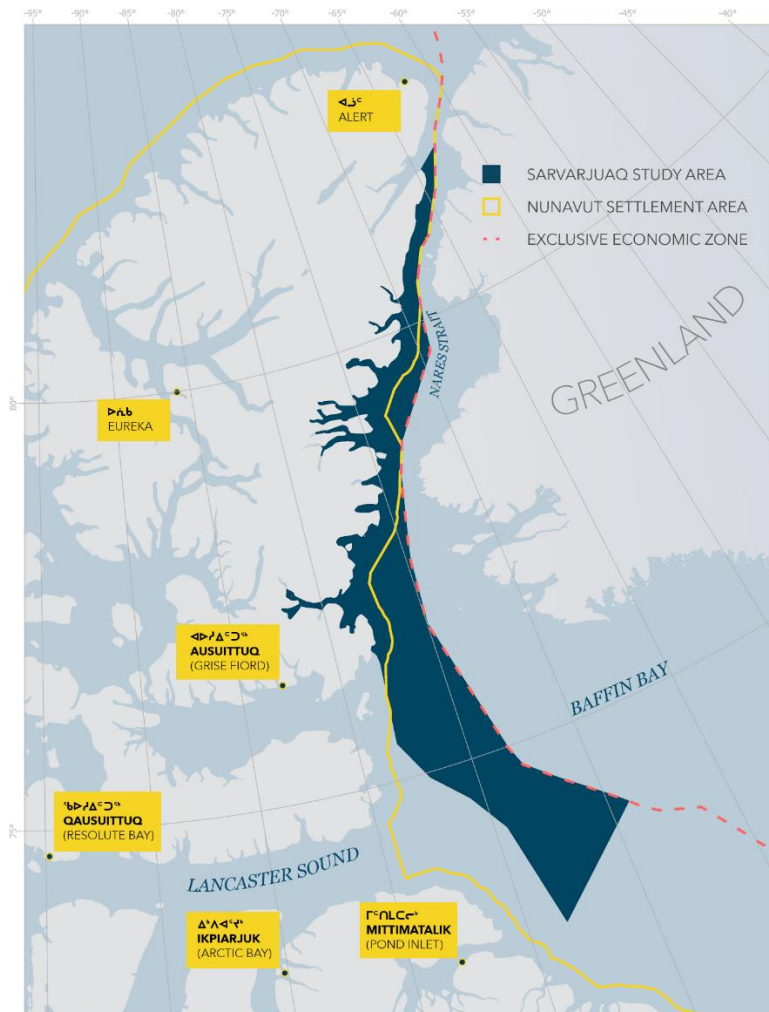 -95° -90° -85° -80° -75° -70° -65° -60° -55° -50° -45° -40°
ᐊᓘᑦ
ALERT
SARVARJUAQ STUDY AREA
NUNAVUT SETTLEMENT AREA
EXCLUSIVE ECONOMIC ZONE
GREENLAND
NARES STRAIT
80°
ᐅᓰᑲ
EUREKA
ᐊᐅᓱᐃᑦᑐᖅ
AUSUITTUQ
(GRISE FIORD)
BAFFIN BAY
ᖃᐅᓱᐃᑦᑐᖅ
QAUSUITTUQ
(RESOLUTE BAY)
75°
LANCASTER SOUND
ᐃᒃᐱᐊᕐᔪᒃ
IKPIARJUK
(ARCTIC BAY)
ᒥᑦᑎᒪᑕᓕᒃ
MITTIMATALIK
(POND INLET)